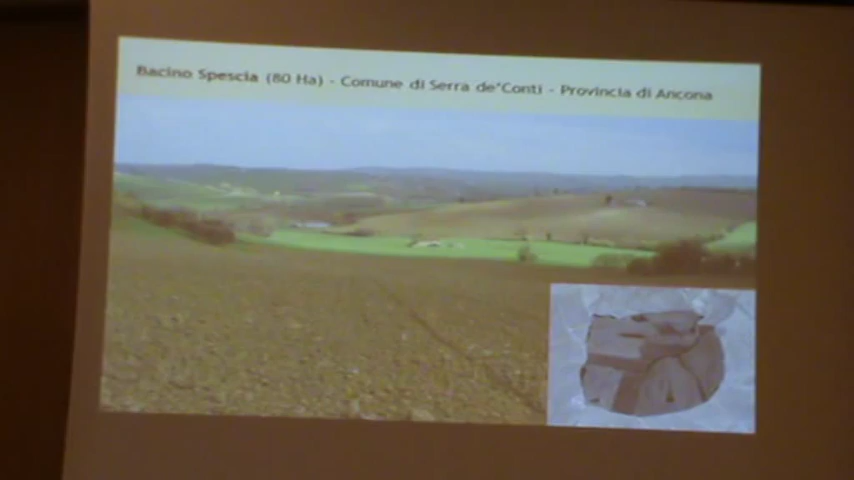 Bacino Spescia (80 Ha) - Comune di Serra de'Conti - Provincia di Ancona